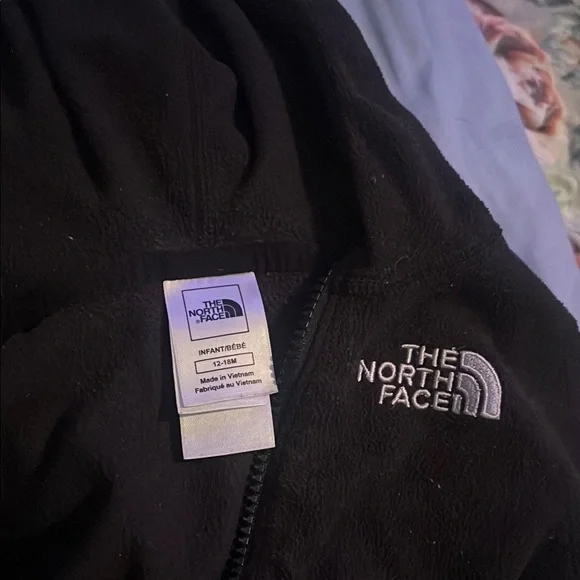 THE
NORTH
FACE
INFANT/BÉBÉ
12-18M
Made in Vietnam
Fabriqué au Vietnam
THE
NORTH
FACE